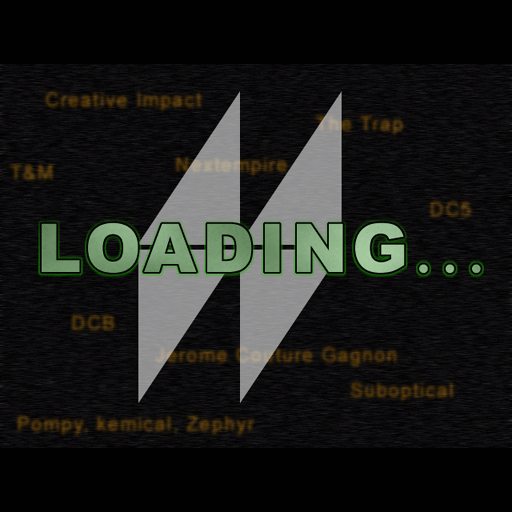 Creative Impact
The Trap
Nextempire
T&M
DC5
LOADING...
DCB
Jerome Couture Gagnon
Suboptical
Pompy, kemical, Zephyr